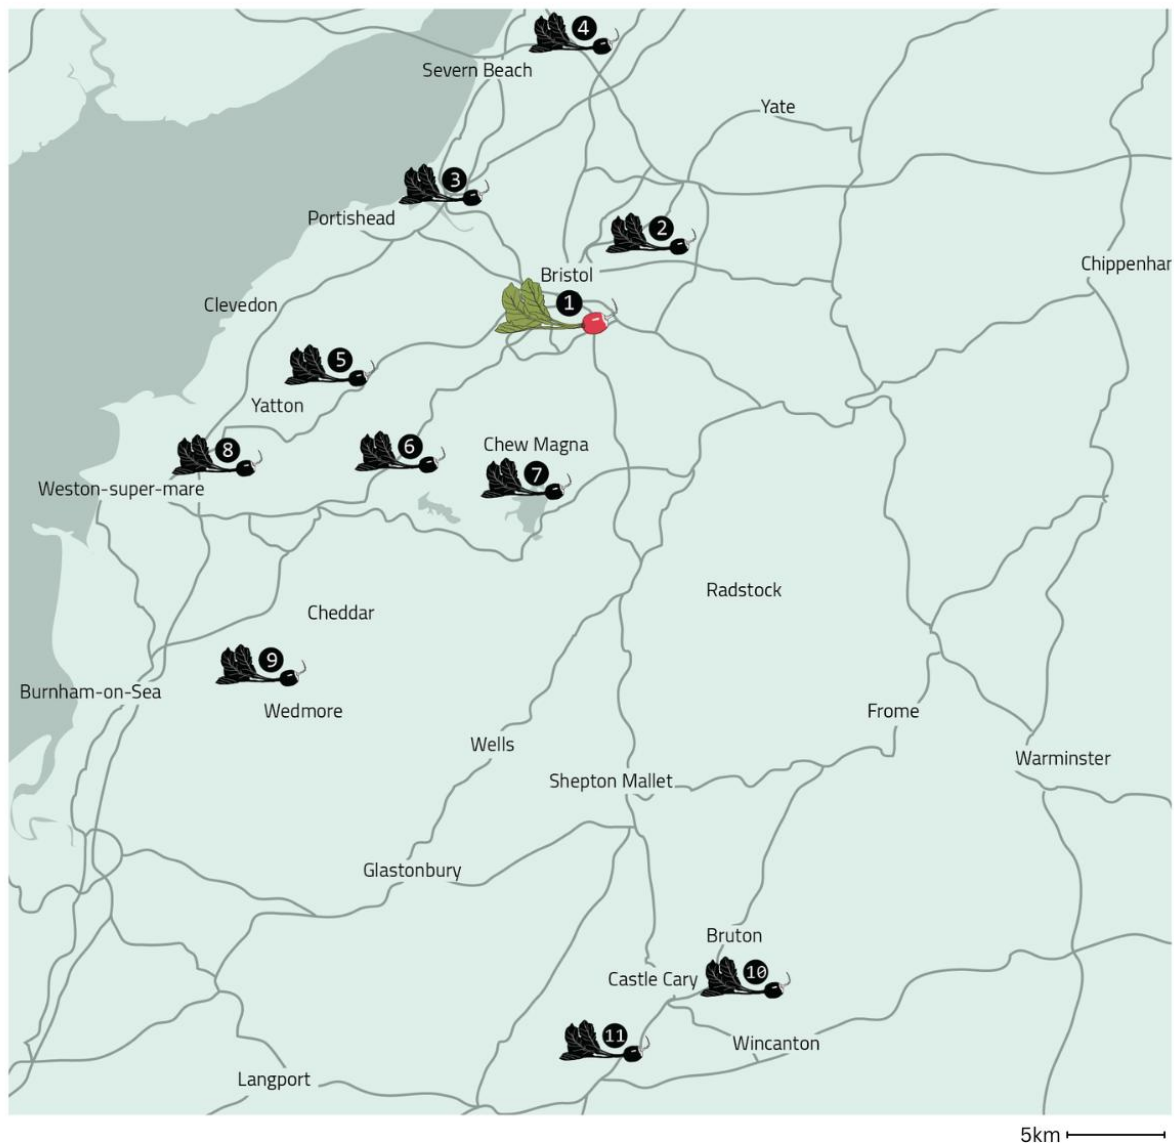 4
Severn Beach
Yate
3
Portishead
2
Bristol
Chippenhar
1
Clevedon
5
Yatton
6
Chew Magna
8
7
Weston-super-mare
Radstock
Cheddar
9
Burnham-on-Sea
Wedmore
Frome
Wells
Warminster
Shepton Mallet
Glastonbury
Bruton
Castle Cary
10
11
Wincanton
Langport
5km